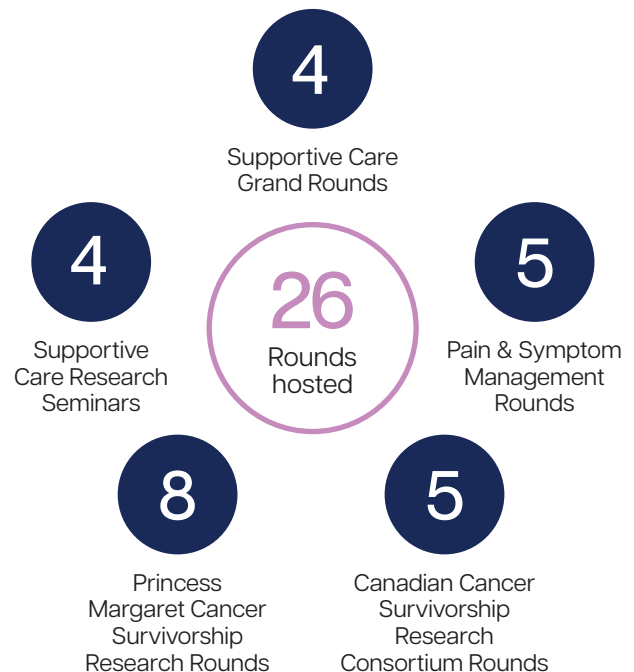 4
Supportive Care
Grand Rounds
4
Supportive
Care Research
Seminars
26
Rounds
hosted
5
Pain & Symptom
Management
Rounds
8
Princess
Margaret Cancer
Survivorship
Research Rounds
5
Canadian Cancer
Survivorship
Research
Consortium Rounds